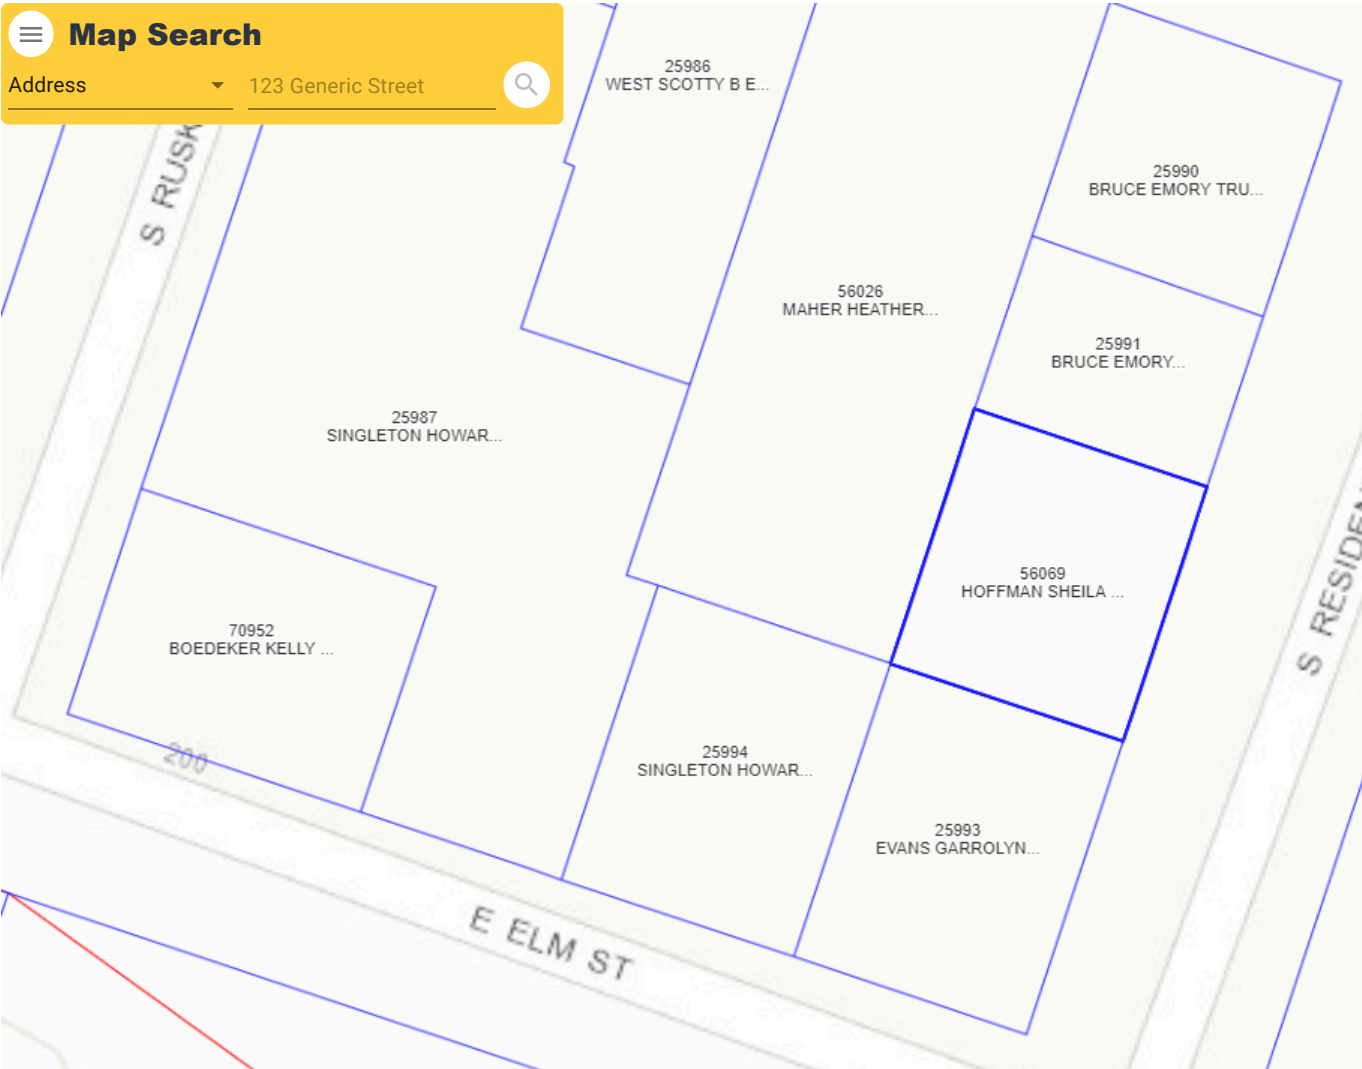 Map Search
Address
123 Generic Street
25986
WEST SCOTTY B E...
S RUSK
25990
BRUCE EMORY TRU...
56026
MAHER HEATHER...
25991
BRUCE EMORY...
25987
SINGLETON HOWAR...
56069
HOFFMAN SHEILA ...
S RESIDEN
70952
BOEDEKER KELLY ...
200
25994
SINGLETON HOWAR...
25993
EVANS GARROLYN...
E ELM ST